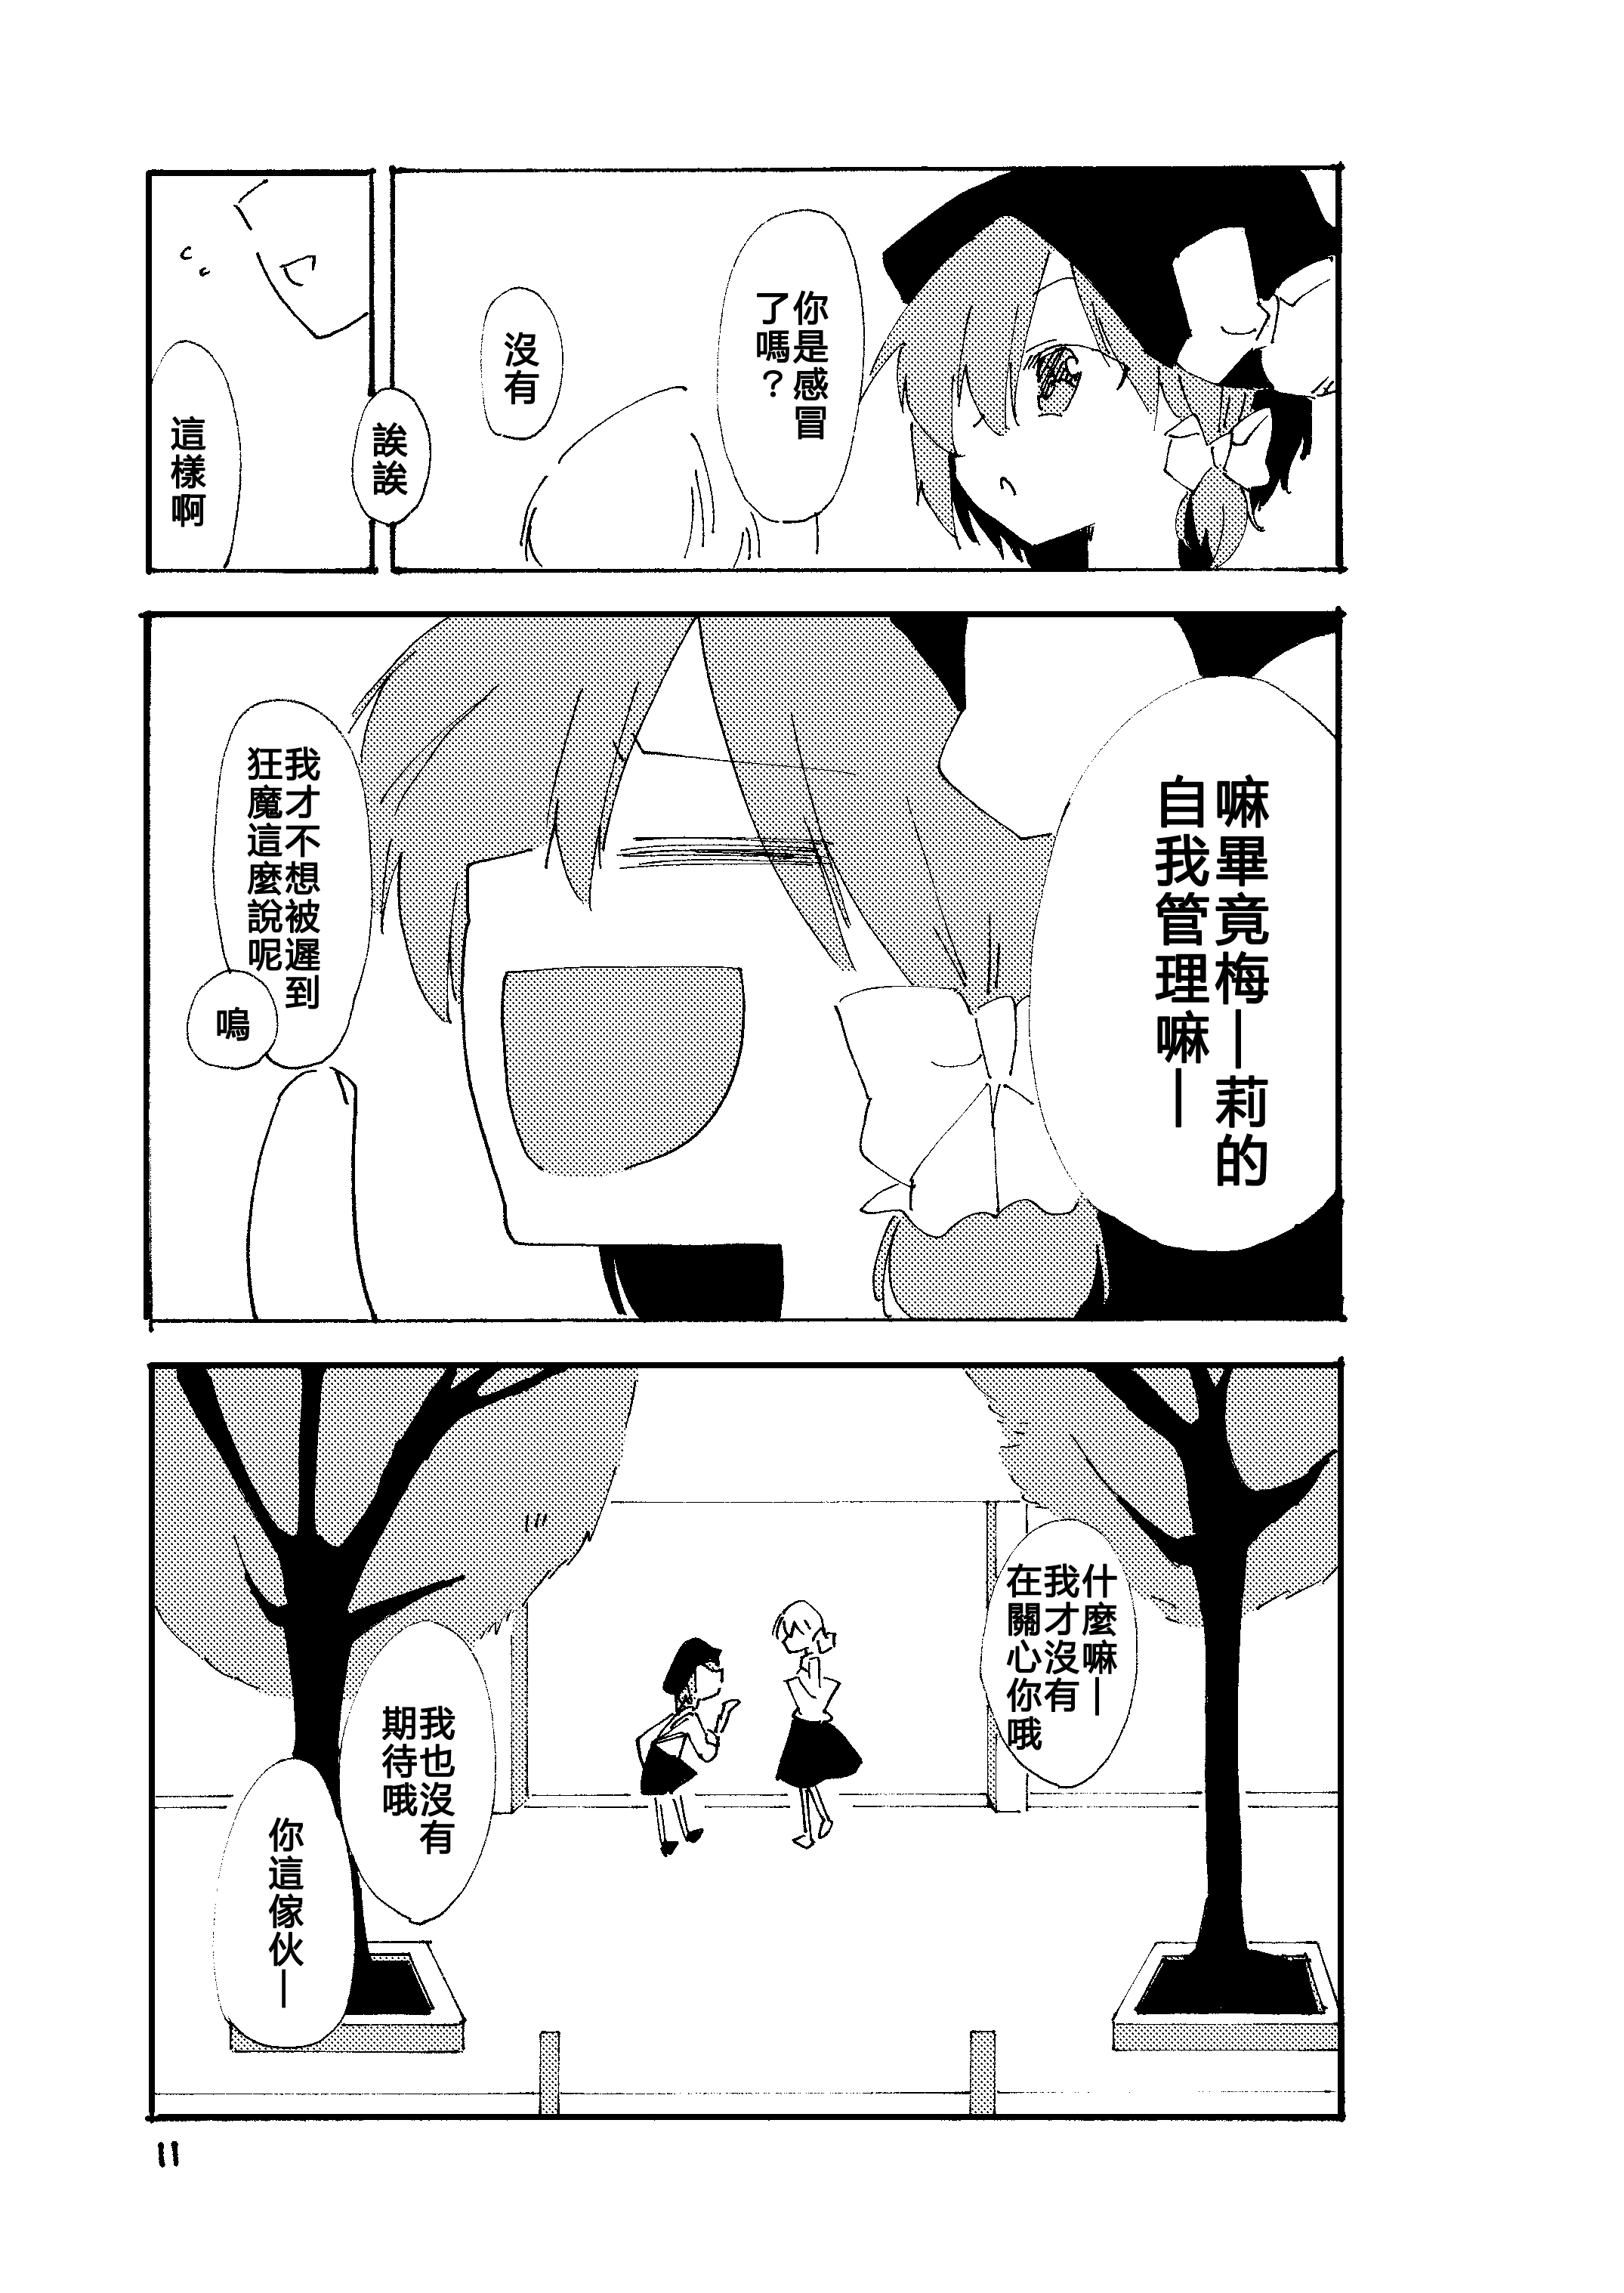 你是感冒
了嗎？
沒有
誒誒
這樣啊
嘛畢竟梅—莉的
自我管理嘛—
我才不想被遲到
狂魔這麼說呢
嗚
什麼嘛—
我才沒有
在關心你哦
我也沒有
期待哦
你這傢伙—
11